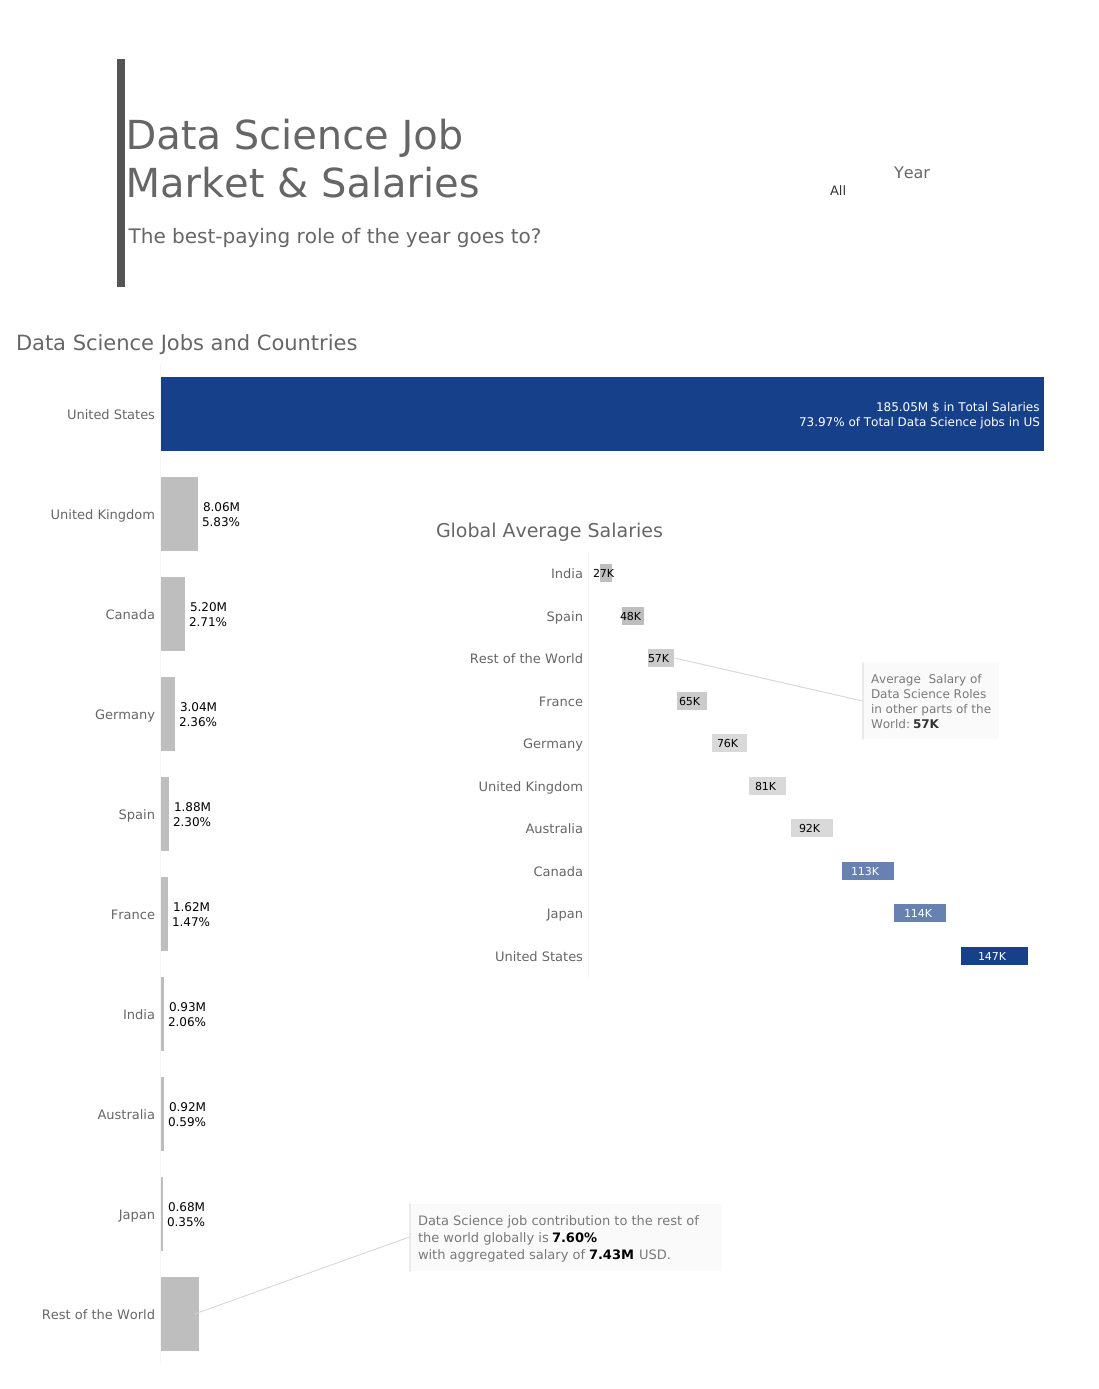 Data Science Job
Market & Salaries
The best-paying role of the year goes to?
Year
All
Data Science Jobs and Countries
United States
185.05M $ in Total Salaries
73.97% of Total Data Science jobs in US
United Kingdom
8.06M
5.83%
Canada
5.20M
2.71%
Germany
3.04M
2.36%
Spain
1.88M
2.30%
France
1.62M
1.47%
India
0.93M
2.06%
Australia
0.92M
0.59%
Japan
0.68M
0.35%
Rest of the World
Data Science job contribution to the rest of
the world globally is 7.60%
with aggregated salary of 7.43M USD.
Global Average Salaries
India
27K
Spain
48K
Rest of the World
57K
Average  Salary of
Data Science Roles
in other parts of the
World: 57K
France
65K
Germany
76K
United Kingdom
81K
Australia
92K
Canada
113K
Japan
114K
United States
147K